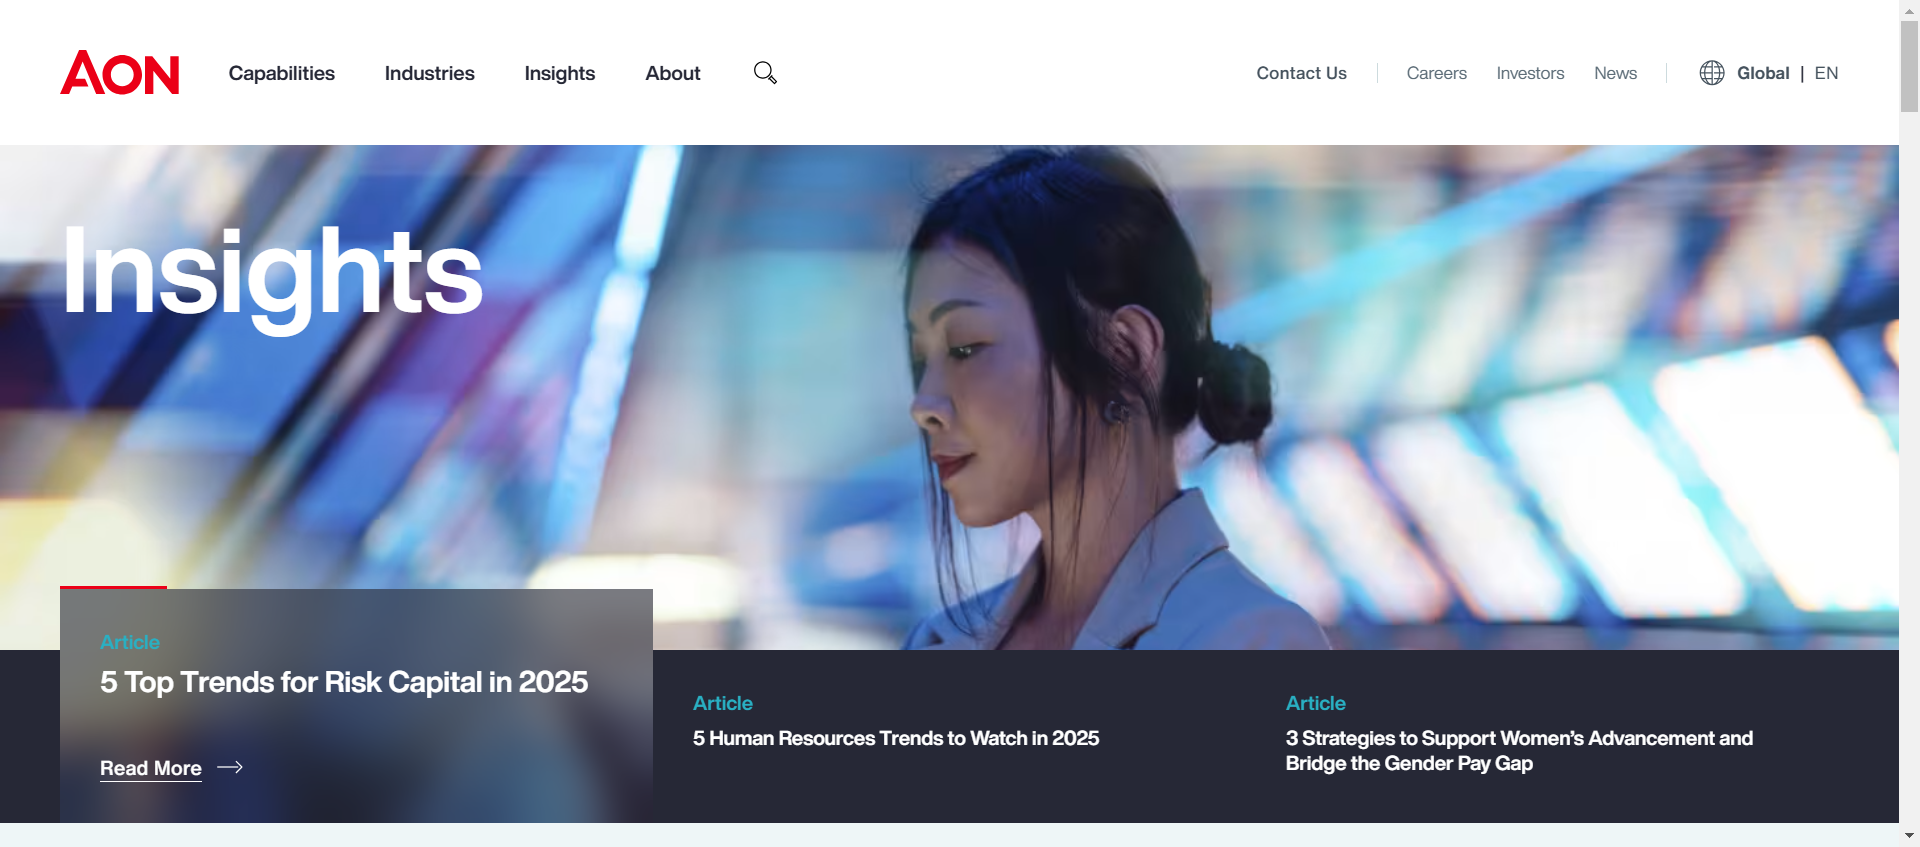 AON
Capabilities
Industries
Insights
About
Contact Us
Careers
Investors
News
Global | EN
Insights
Article
5 Top Trends for Risk Capital in 2025
Read More
Article
5 Human Resources Trends to Watch in 2025
Article
3 Strategies to Support Women’s Advancement and
Bridge the Gender Pay Gap